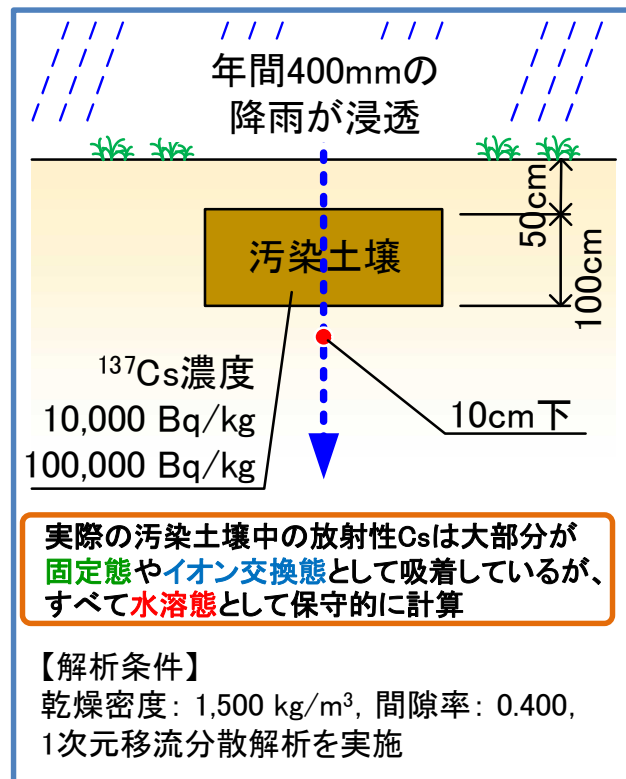 年間400mmの
降雨が浸透
50cm
汚染土壌
100cm
¹³⁷Cs濃度
10,000 Bq/kg
100,000 Bq/kg
10cm下
実際の汚染土壌中の放射性Csは大部分が
固定態やイオン交換態として吸着しているが、
すべて水溶態として保守的に計算
【解析条件】
乾燥密度: 1,500 kg/m³, 間隙率: 0.400,
1次元移流分散解析を実施